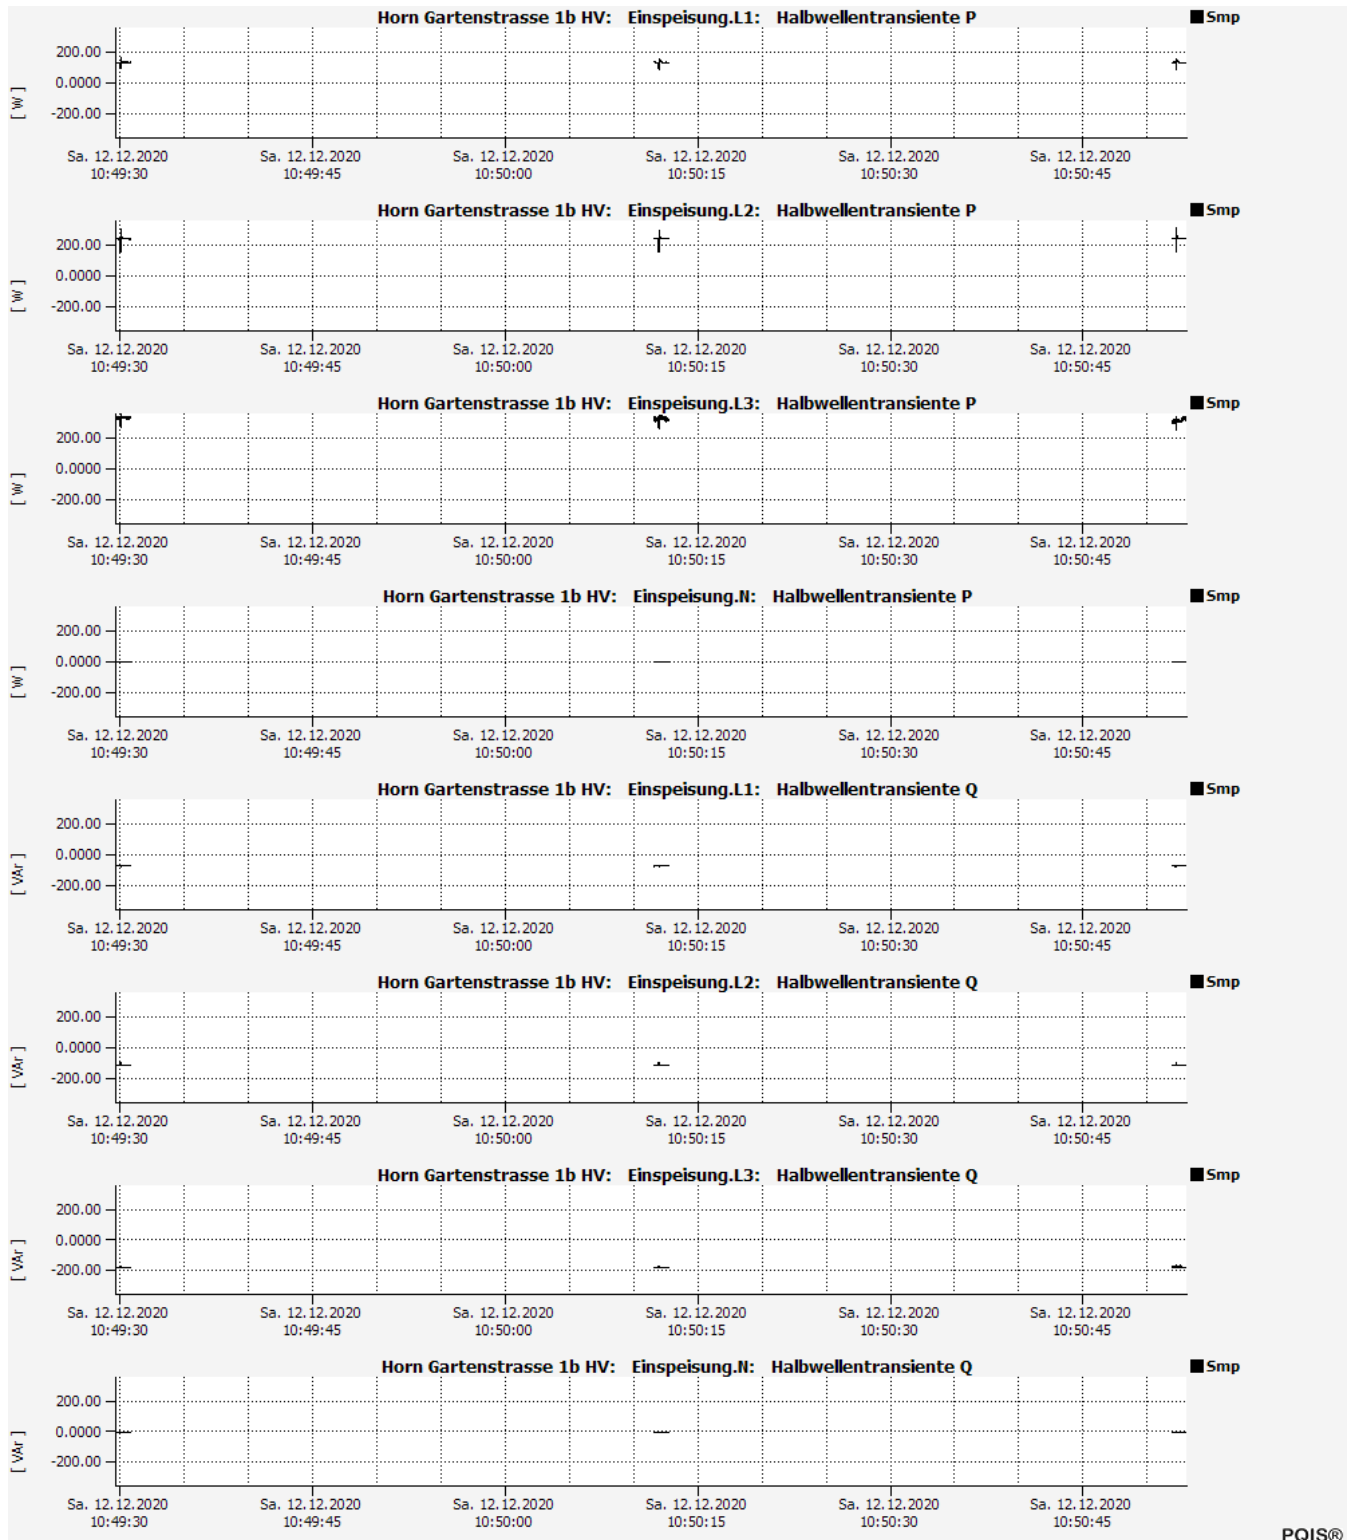 Horn Gartenstrasse 1b HV: Einspeisung.L1: Halbwellentransiente P
Smp
200.00
0.0000
-200.00
[ W ]
Sa. 12.12.2020 Sa. 12.12.2020 Sa. 12.12.2020 Sa. 12.12.2020 Sa. 12.12.2020 Sa. 12.12.2020
10:49:30 10:49:45 10:50:00 10:50:15 10:50:30 10:50:45
Horn Gartenstrasse 1b HV: Einspeisung.L2: Halbwellentransiente P
Smp
200.00
0.0000
-200.00
[ W ]
Sa. 12.12.2020 Sa. 12.12.2020 Sa. 12.12.2020 Sa. 12.12.2020 Sa. 12.12.2020 Sa. 12.12.2020
10:49:30 10:49:45 10:50:00 10:50:15 10:50:30 10:50:45
Horn Gartenstrasse 1b HV: Einspeisung.L3: Halbwellentransiente P
Smp
200.00
0.0000
-200.00
[ W ]
Sa. 12.12.2020 Sa. 12.12.2020 Sa. 12.12.2020 Sa. 12.12.2020 Sa. 12.12.2020 Sa. 12.12.2020
10:49:30 10:49:45 10:50:00 10:50:15 10:50:30 10:50:45
Horn Gartenstrasse 1b HV: Einspeisung.N: Halbwellentransiente P
Smp
200.00
0.0000
-200.00
[ W ]
Sa. 12.12.2020 Sa. 12.12.2020 Sa. 12.12.2020 Sa. 12.12.2020 Sa. 12.12.2020 Sa. 12.12.2020
10:49:30 10:49:45 10:50:00 10:50:15 10:50:30 10:50:45
Horn Gartenstrasse 1b HV: Einspeisung.L1: Halbwellentransiente Q
Smp
200.00
0.0000
-200.00
[ VAr ]
Sa. 12.12.2020 Sa. 12.12.2020 Sa. 12.12.2020 Sa. 12.12.2020 Sa. 12.12.2020 Sa. 12.12.2020
10:49:30 10:49:45 10:50:00 10:50:15 10:50:30 10:50:45
Horn Gartenstrasse 1b HV: Einspeisung.L2: Halbwellentransiente Q
Smp
200.00
0.0000
-200.00
[ VAr ]
Sa. 12.12.2020 Sa. 12.12.2020 Sa. 12.12.2020 Sa. 12.12.2020 Sa. 12.12.2020 Sa. 12.12.2020
10:49:30 10:49:45 10:50:00 10:50:15 10:50:30 10:50:45
Horn Gartenstrasse 1b HV: Einspeisung.L3: Halbwellentransiente Q
Smp
200.00
0.0000
-200.00
[ VAr ]
Sa. 12.12.2020 Sa. 12.12.2020 Sa. 12.12.2020 Sa. 12.12.2020 Sa. 12.12.2020 Sa. 12.12.2020
10:49:30 10:49:45 10:50:00 10:50:15 10:50:30 10:50:45
Horn Gartenstrasse 1b HV: Einspeisung.N: Halbwellentransiente Q
Smp
200.00
0.0000
-200.00
[ VAr ]
Sa. 12.12.2020 Sa. 12.12.2020 Sa. 12.12.2020 Sa. 12.12.2020 Sa. 12.12.2020 Sa. 12.12.2020
10:49:30 10:49:45 10:50:00 10:50:15 10:50:30 10:50:45
PQIS®